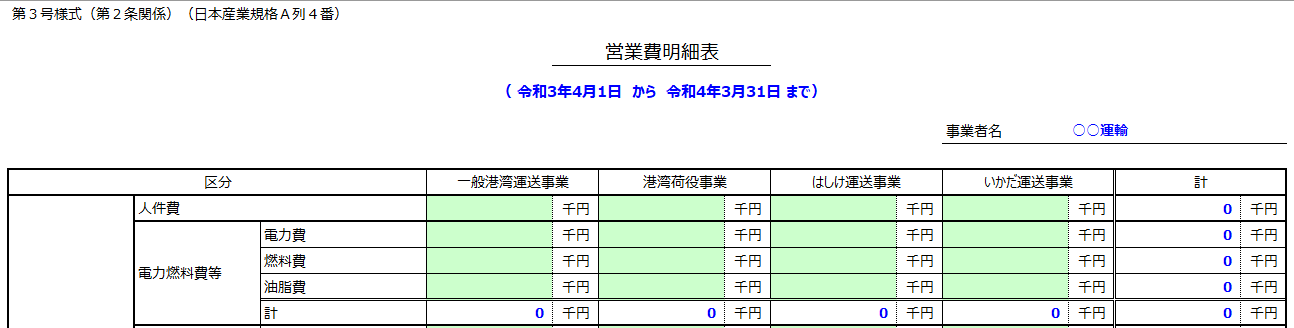 第３号様式（第２条関係）（日本産業規格Ａ列４番）
営業費明細表
（ 令和3年4月1日 から 令和4年3月31日 まで）
事業者名 ○○運輸
区分 一般港湾運送事業 港湾荷役事業 はしけ運送事業 いかだ運送事業 計
人件費 千円 千円 千円 千円 0 千円
電力費 千円 千円 千円 千円 0 千円
電力燃料費等
燃料費 千円 千円 千円 千円 0 千円
油脂費 千円 千円 千円 千円 0 千円
計 0 千円 0 千円 0 千円 0 千円 0 千円